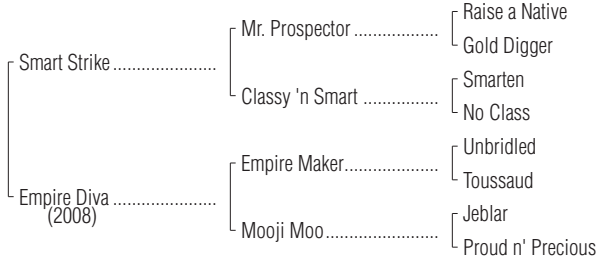 Raise a Native
Mr. Prospector ..................
Gold Digger
Smart Strike ......................
Smarten
Classy 'n Smart ................
No Class
Unbridled
Empire Maker....................
Toussaud
Empire Diva ......................
(2008)
Jeblar
Mooji Moo........................
Proud n' Precious